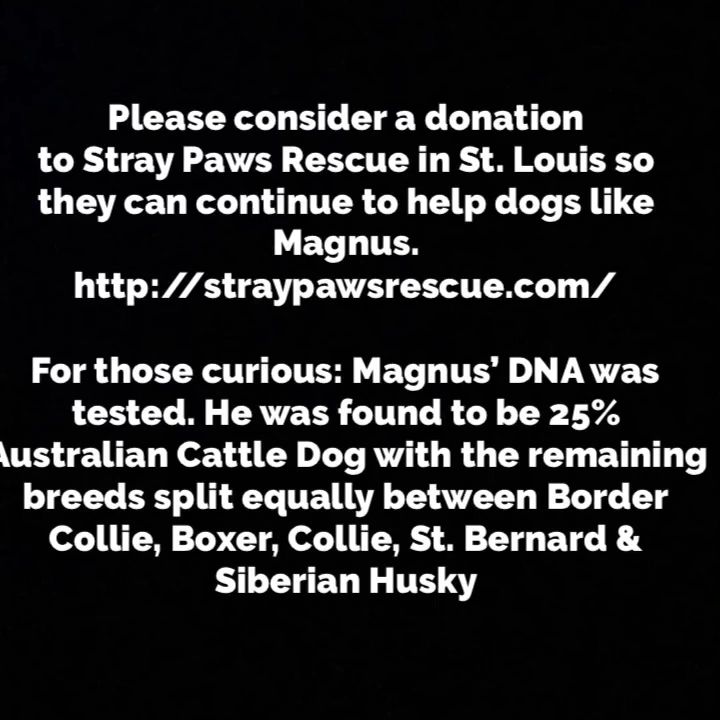 Please consider a donation
to Stray Paws Rescue in St. Louis so
they can continue to help dogs like
Magnus.
http://straypawsrescue.com/
For those curious: Magnus’ DNA was
tested. He was found to be 25%
Australian Cattle Dog with the remaining
breeds split equally between Border
Collie, Boxer, Collie, St. Bernard &
Siberian Husky